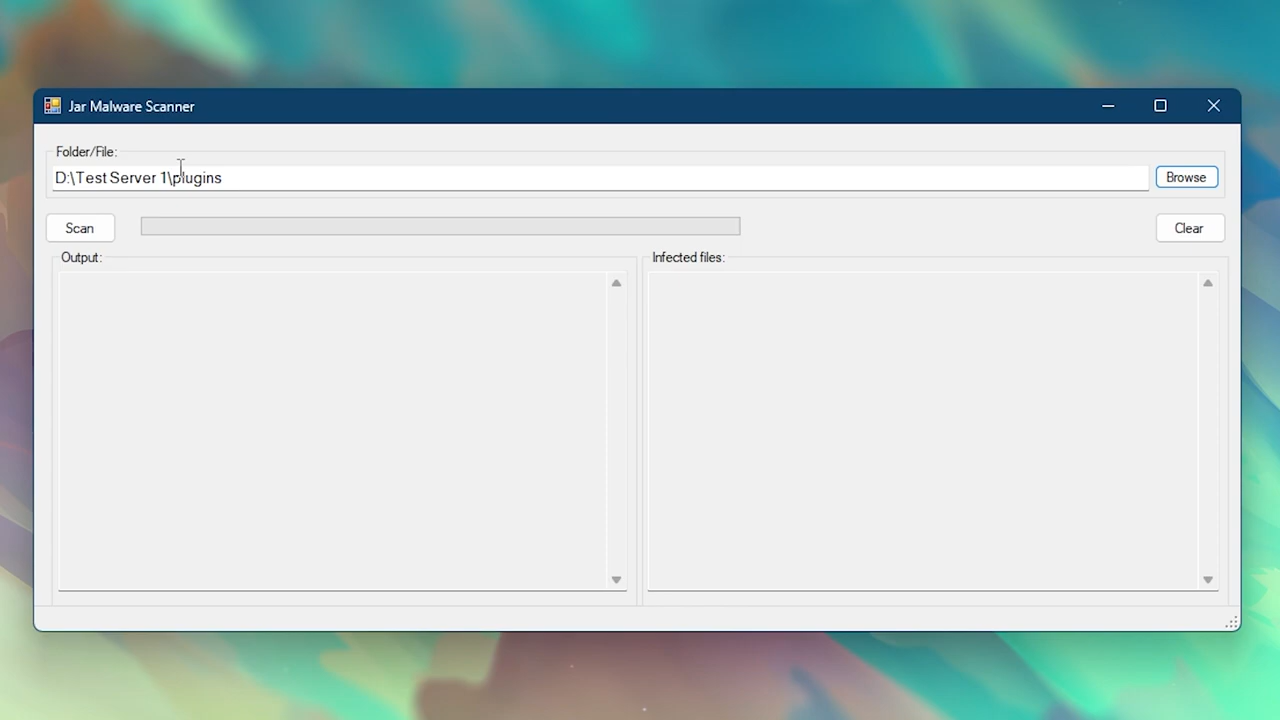 Jar Malware Scanner
Folder/File:
D:\Test Server 1\plugins
Browse
Scan
Clear
Output:
Infected files: